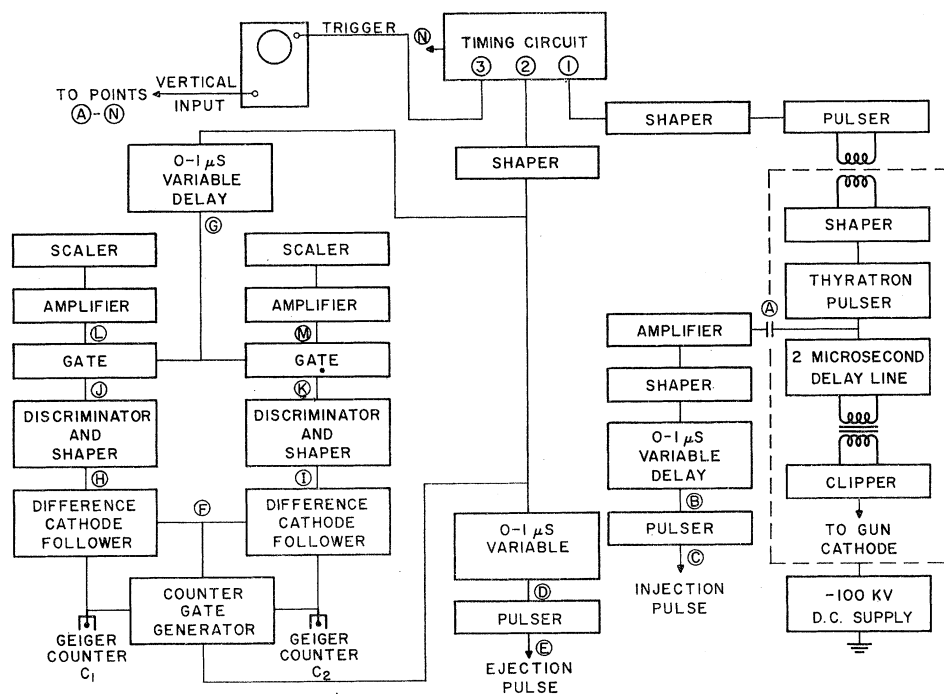 TRIGGER
Ⓝ
TIMING CIRCUIT
③ ② ①
VERTICAL
INPUT
TO POINTS
Ⓐ-Ⓝ
SHAPER
PULSER
0-1 μS
VARIABLE
DELAY
SHAPER
Ⓖ
SCALER
SCALER
SHAPER
AMPLIFIER
AMPLIFIER
THYRATRON
PULSER
Ⓐ
Ⓛ
Ⓜ
AMPLIFIER
GATE
GATE
2 MICROSECOND
DELAY LINE
Ⓙ
Ⓚ
SHAPER
DISCRIMINATOR
AND
SHAPER
DISCRIMINATOR
AND
SHAPER
0-1 μS
VARIABLE
DELAY
Ⓗ
Ⓘ
CLIPPER
DIFFERENCE
CATHODE
FOLLOWER
Ⓕ
DIFFERENCE
CATHODE
FOLLOWER
Ⓑ
PULSER
TO GUN
CATHODE
0-1 μS
VARIABLE
Ⓒ
INJECTION
PULSE
COUNTER
GATE
GENERATOR
Ⓓ
PULSER
-100 KV
D.C. SUPPLY
GEIGER
COUNTER
C1
GEIGER
COUNTER
C2
Ⓔ
EJECTION
PULSE